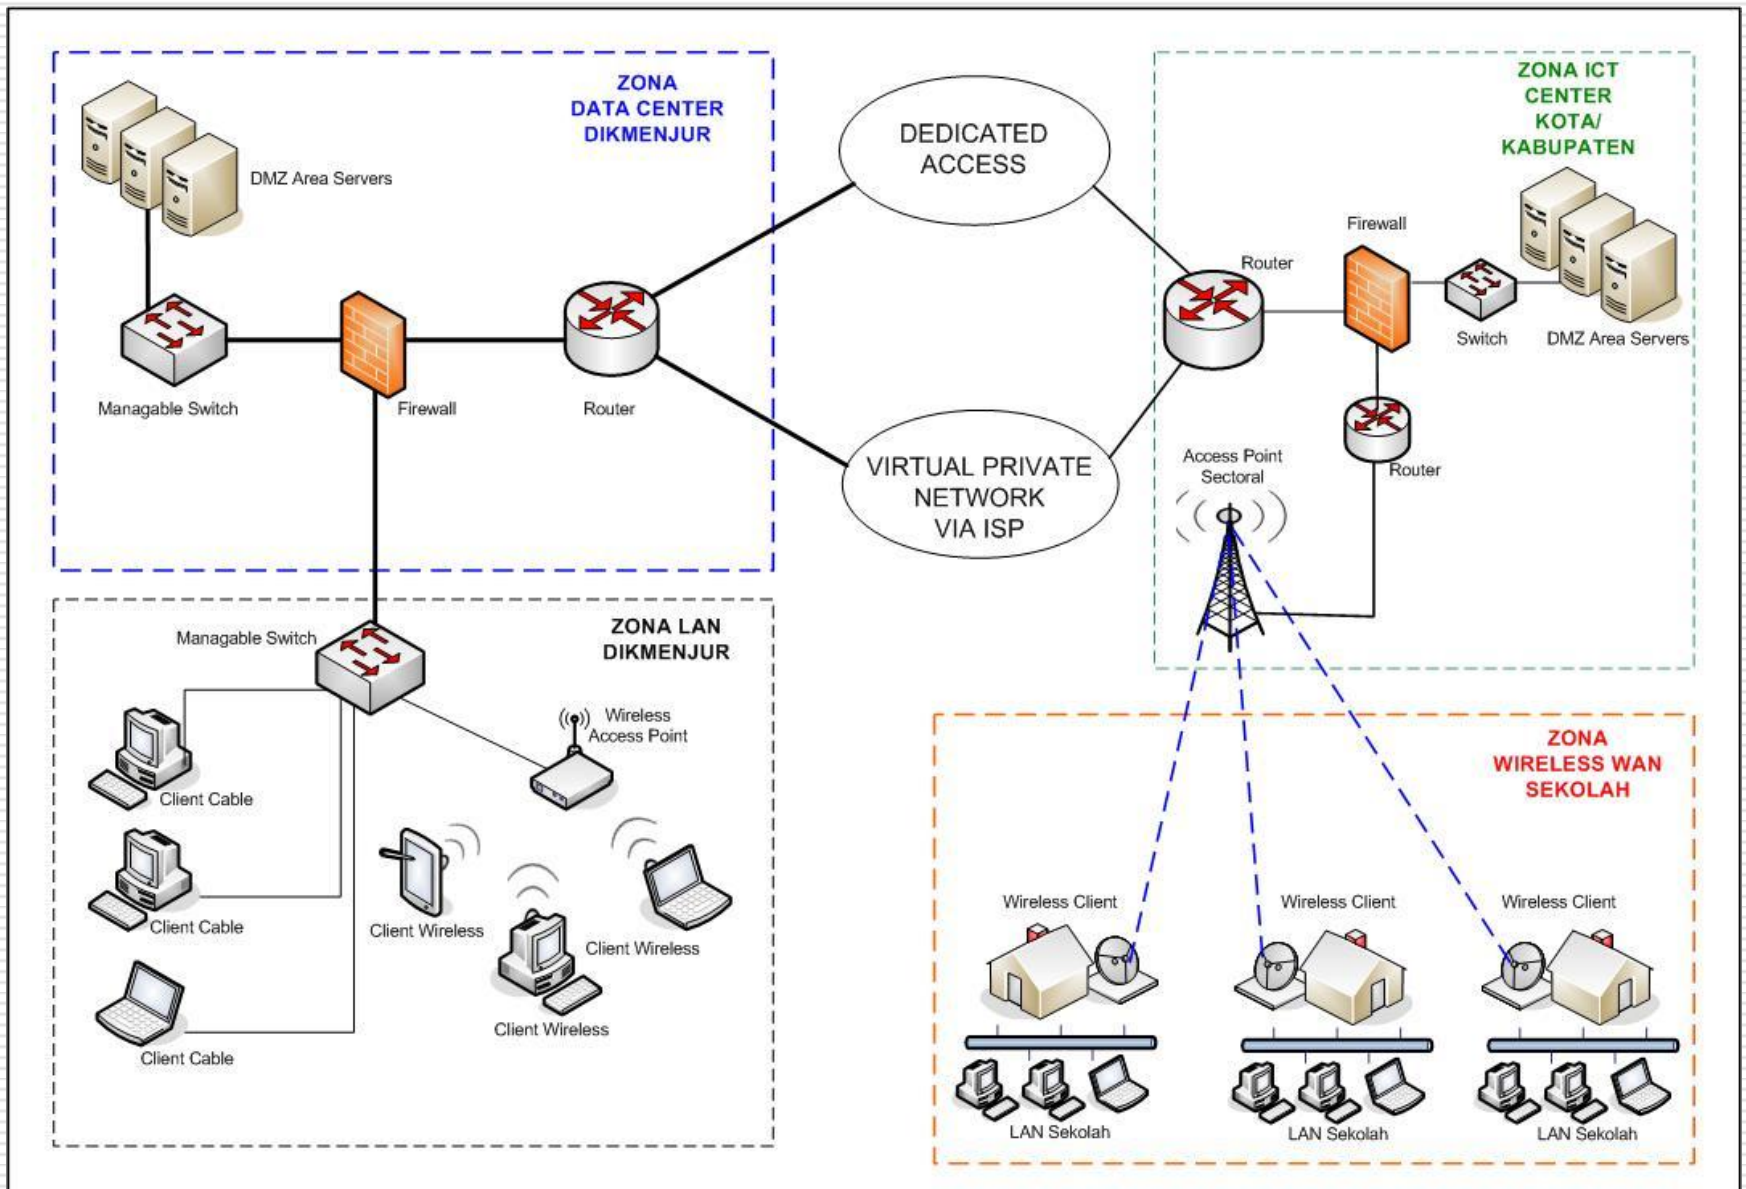 ZONA
DATA CENTER
DIKMENJUR
DMZ Area Servers
Managable Switch
Firewall
Router
DEDICATED
ACCESS
VIRTUAL PRIVATE
NETWORK
VIA ISP
ZONA ICT
CENTER
KOTA/
KABUPATEN
Firewall
Router
Switch
DMZ Area Servers
Router
Access Point
Sectoral
ZONA LAN
DIKMENJUR
Managable Switch
Wireless
Access Point
Client Cable
Client Cable
Client Cable
Client Wireless
Client Wireless
Client Wireless
ZONA
WIRELESS WAN
SEKOLAH
Wireless Client
Wireless Client
Wireless Client
LAN Sekolah
LAN Sekolah
LAN Sekolah